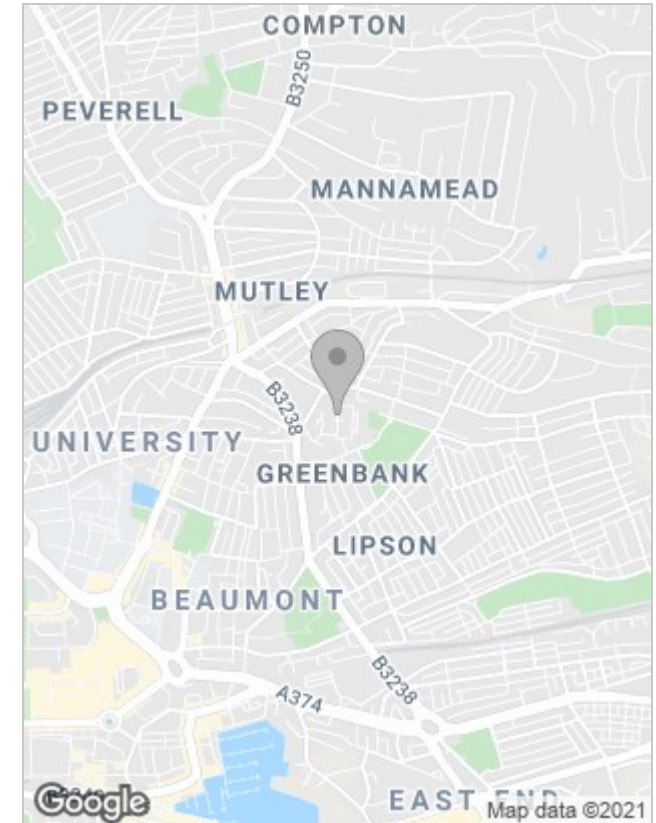 COMPTON
B3250
PEVERELL
MANNAMEAD
MUTLEY
B3238
UNIVERSITY
GREENBANK
LIPSON
BEAUMONT
B3238
A374
EAST END
Google
Map data ©2021